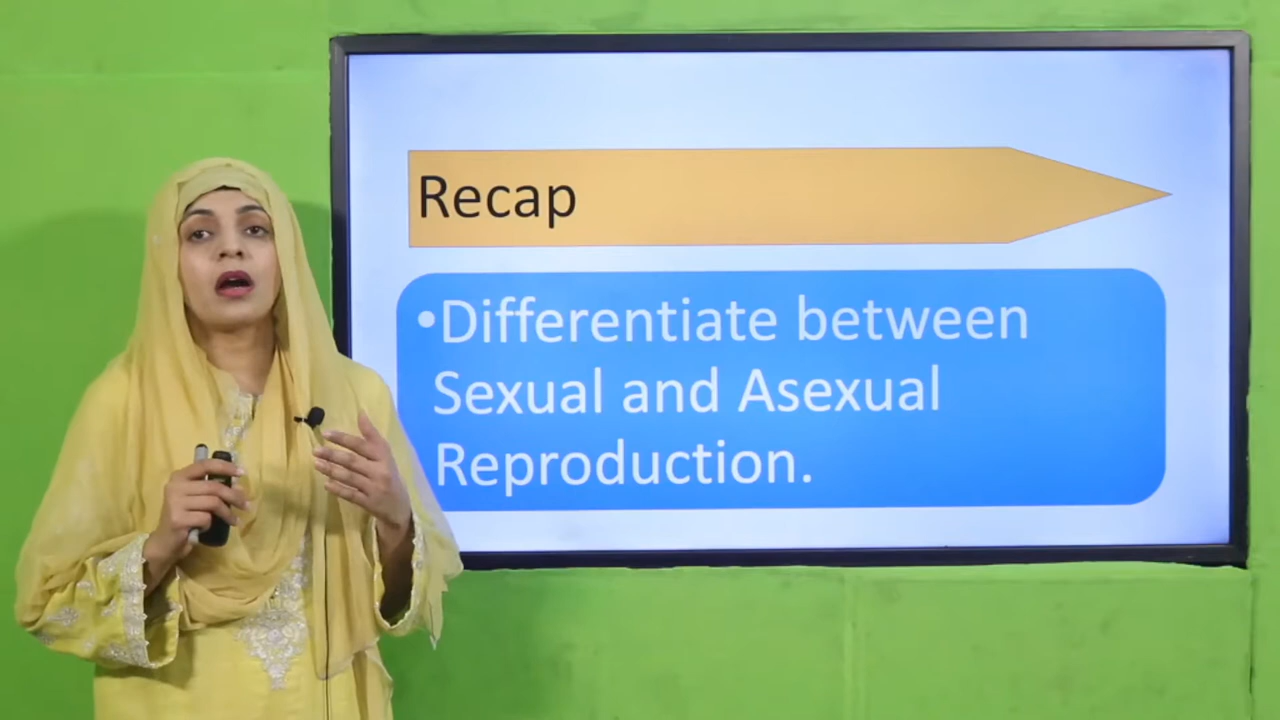 Recap
•Differentiate between
Sexual and Asexual
Reproduction.